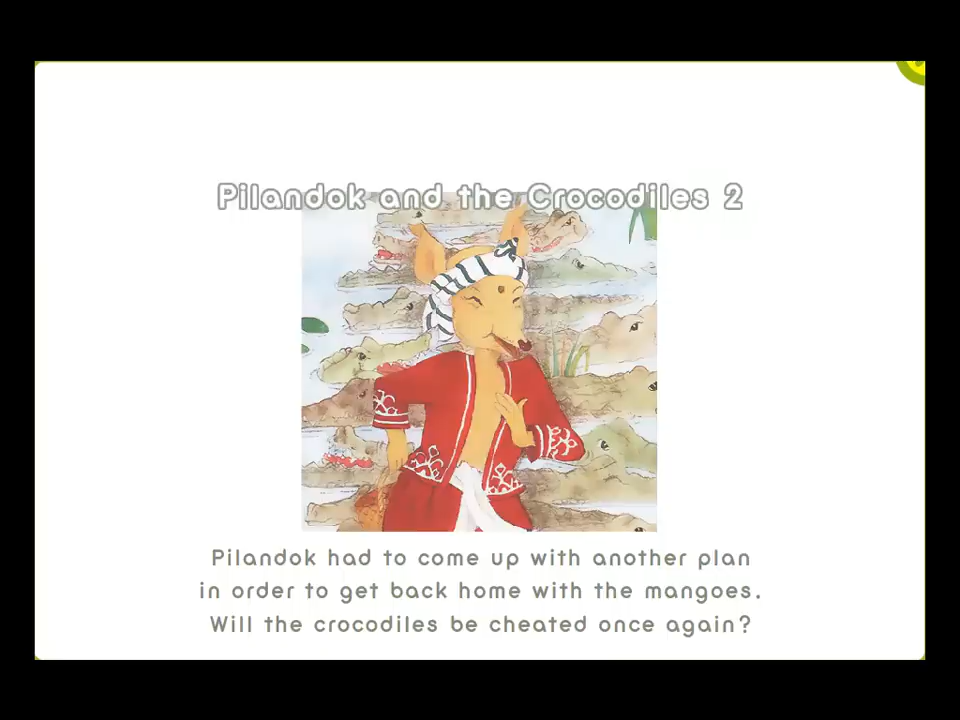 Pilandok and the Crocodiles 2
Pilandok had to come up with another plan
in order to get back home with the mangoes.
Will the crocodiles be cheated once again?